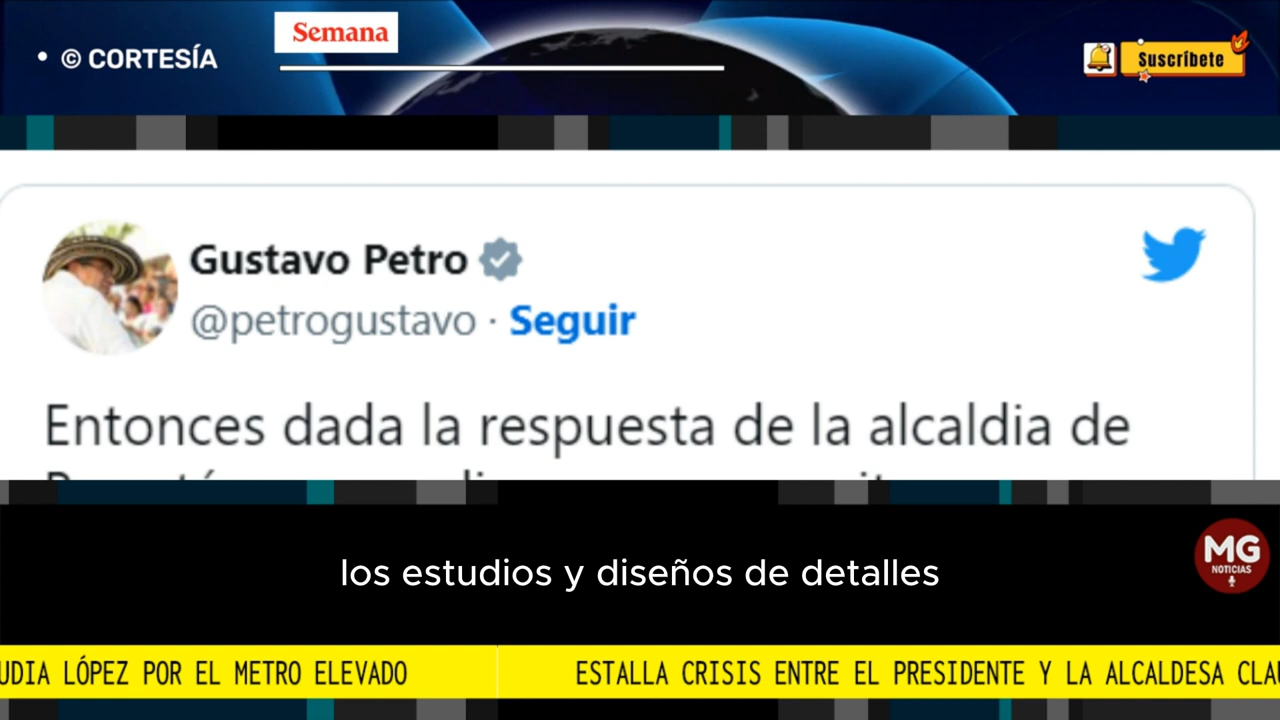 • © CORTESÍA
Semana
Suscríbete
Gustavo Petro
@petrogustavo · Seguir
Entonces dada la respuesta de la alcaldia de
los estudios y diseños de detalles
MG
NOTICIAS
UDIA LÓPEZ POR EL METRO ELEVADO
ESTALLA CRISIS ENTRE EL PRESIDENTE Y LA ALCALDESA CLAU